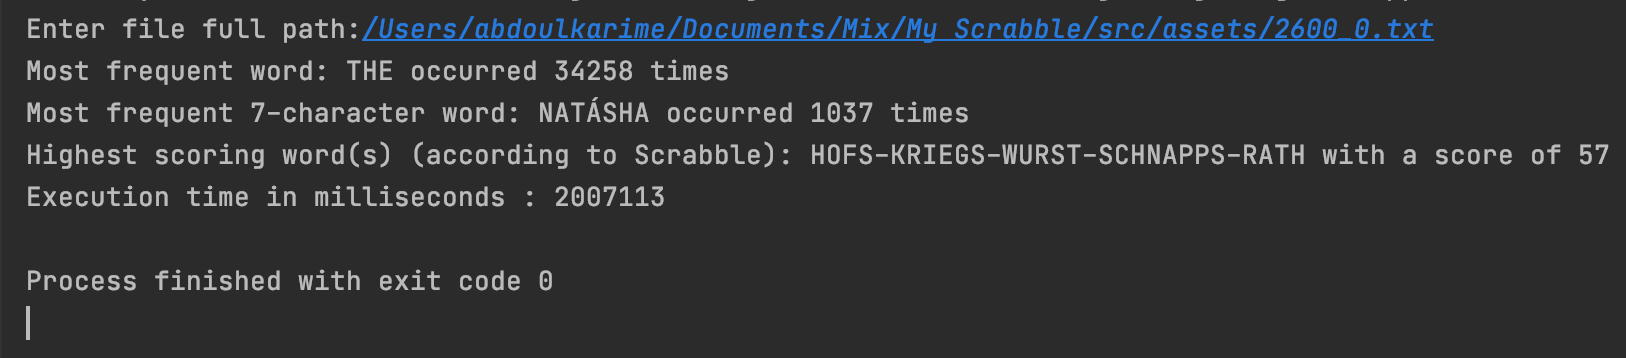 Enter file full path:/Users/abdoulkarime/Documents/Mix/My Scrabble/src/assets/2600_0.txt
Most frequent word: THE occurred 34258 times
Most frequent 7-character word: NATÁSHA occurred 1037 times
Highest scoring word(s) (according to Scrabble): HOFS-KRIEGS-WURST-SCHNAPPS-RATH with a score of 57
Execution time in milliseconds : 2007113
Process finished with exit code 0